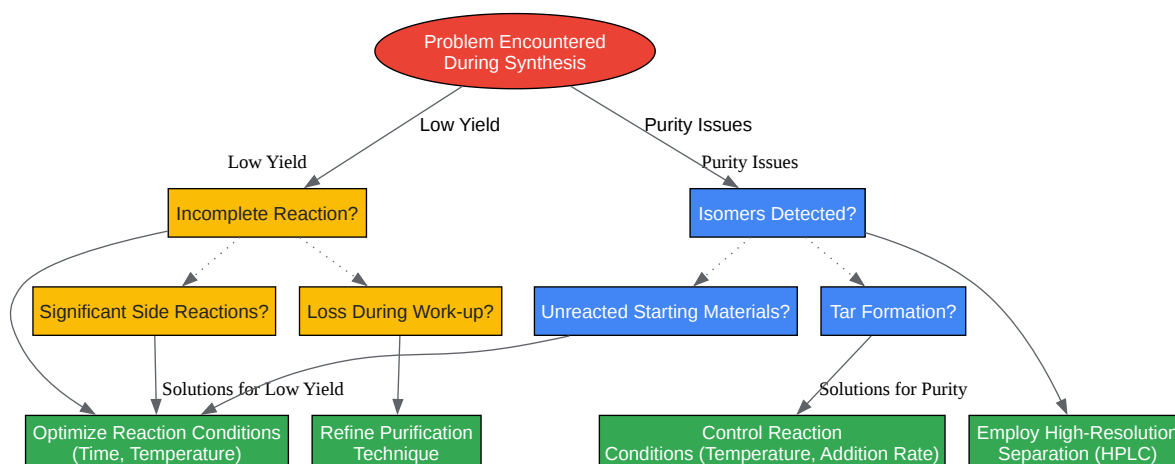 Problem Encountered
During Synthesis
Low Yield
Purity Issues
Low Yield
Purity Issues
Incomplete Reaction?
Isomers Detected?
Significant Side Reactions?
Loss During Work-up?
Unreacted Starting Materials?
Tar Formation?
Solutions for Low Yield
Solutions for Purity
Optimize Reaction Conditions
(Time, Temperature)
Refine Purification
Technique
Control Reaction
Conditions (Temperature, Addition Rate)
Employ High-Resolution
Separation (HPLC)